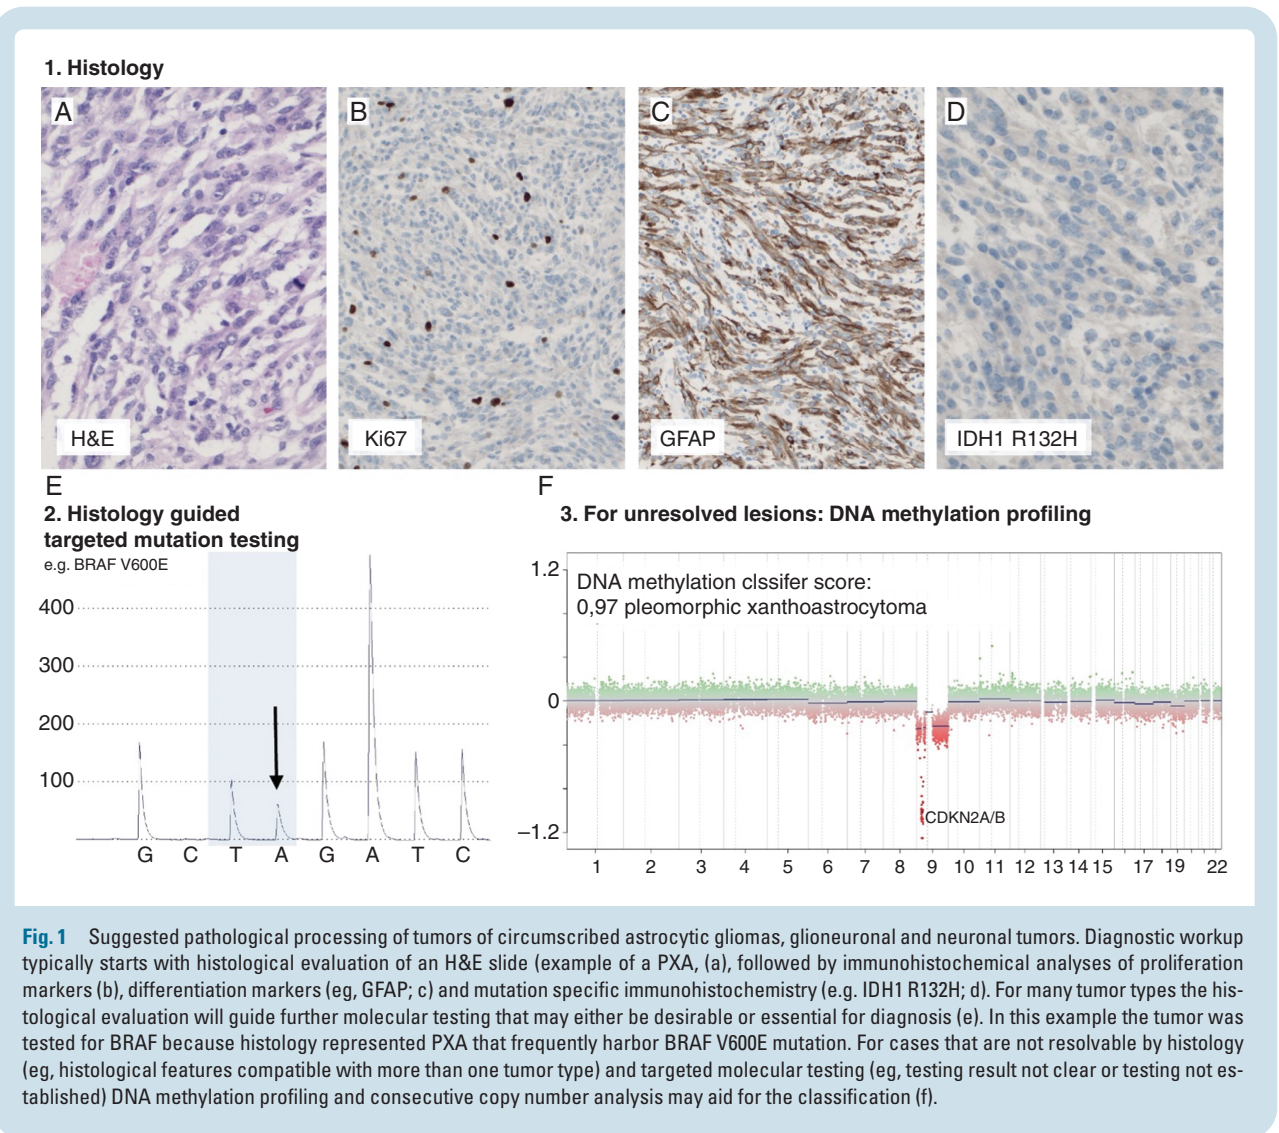 1. Histology
A
B
C
D
H&E
Ki67
GFAP
IDH1 R132H
E
2. Histology guided
targeted mutation testing
e.g. BRAF V600E
400
300
200
100
G C T A G A T C
F
3. For unresolved lesions: DNA methylation profiling
1.2
DNA methylation clssifer score:
0,97 pleomorphic xanthoastrocytoma
0
CDKN2A/B
–1.2
1 2 3 4 5 6 7 8 9 10 11 12 13 14 15 17 19 22
Fig. 1 Suggested pathological processing of tumors of circumscribed astrocytic gliomas, glioneuronal and neuronal tumors. Diagnostic workup
typically starts with histological evaluation of an H&E slide (example of a PXA, (a), followed by immunohistochemical analyses of proliferation
markers (b), differentiation markers (eg, GFAP; c) and mutation specific immunohistochemistry (e.g. IDH1 R132H; d). For many tumor types the his-
tological evaluation will guide further molecular testing that may either be desirable or essential for diagnosis (e). In this example the tumor was
tested for BRAF because histology represented PXA that frequently harbor BRAF V600E mutation. For cases that are not resolvable by histology
(eg, histological features compatible with more than one tumor type) and targeted molecular testing (eg, testing result not clear or testing not es-
tablished) DNA methylation profiling and consecutive copy number analysis may aid for the classification (f).